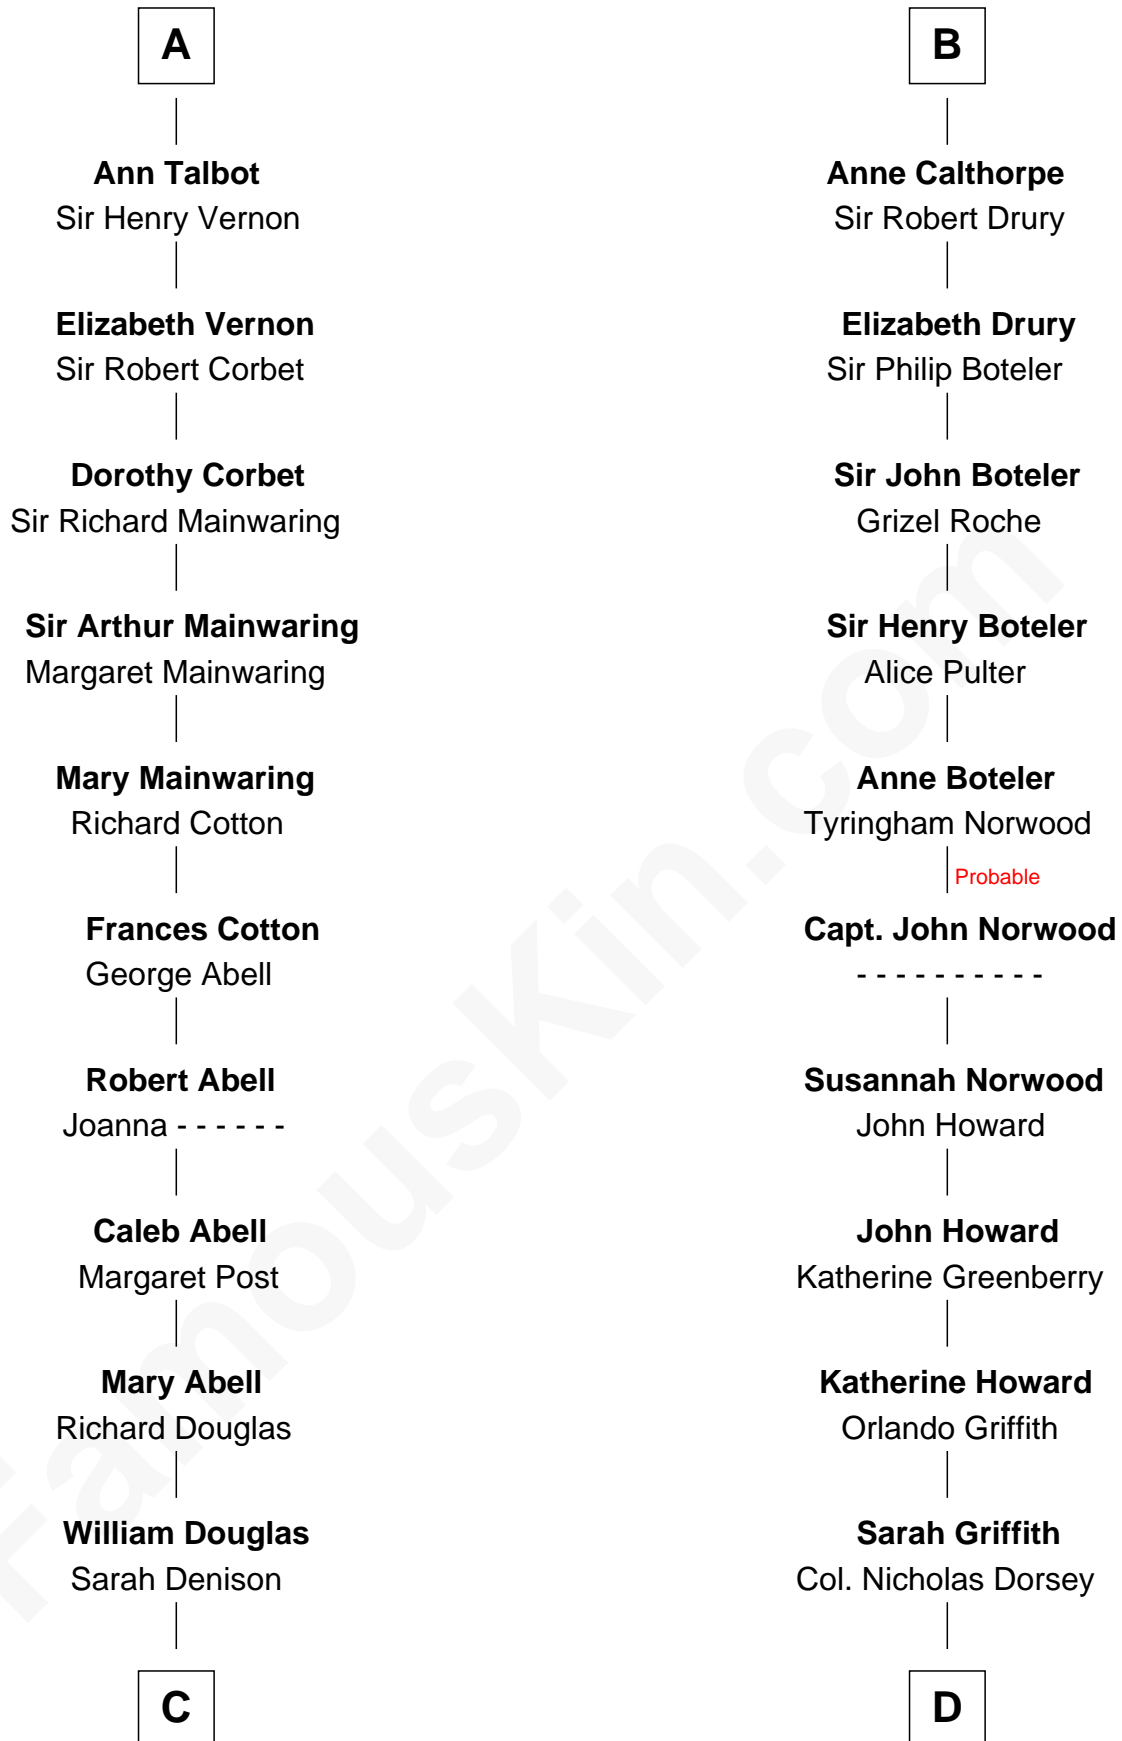 A
Ann Talbot
Sir Henry Vernon
Elizabeth Vernon
Sir Robert Corbet
Dorothy Corbet
Sir Richard Mainwaring
Sir Arthur Mainwaring
Margaret Mainwaring
Mary Mainwaring
Richard Cotton
Frances Cotton
George Abell
Robert Abell
Joanna - - - - - -
Caleb Abell
Margaret Post
Mary Abell
Richard Douglas
William Douglas
Sarah Denison
C
B
Anne Calthorpe
Sir Robert Drury
Elizabeth Drury
Sir Philip Boteler
Sir John Boteler
Grizel Roche
Sir Henry Boteler
Alice Pulter
Anne Boteler
Tyringham Norwood
Probable
Capt. John Norwood
- - - - - - - - - -
Susannah Norwood
John Howard
John Howard
Katherine Greenberry
Katherine Howard
Orlando Griffith
Sarah Griffith
Col. Nicholas Dorsey
D
FamousKin.com